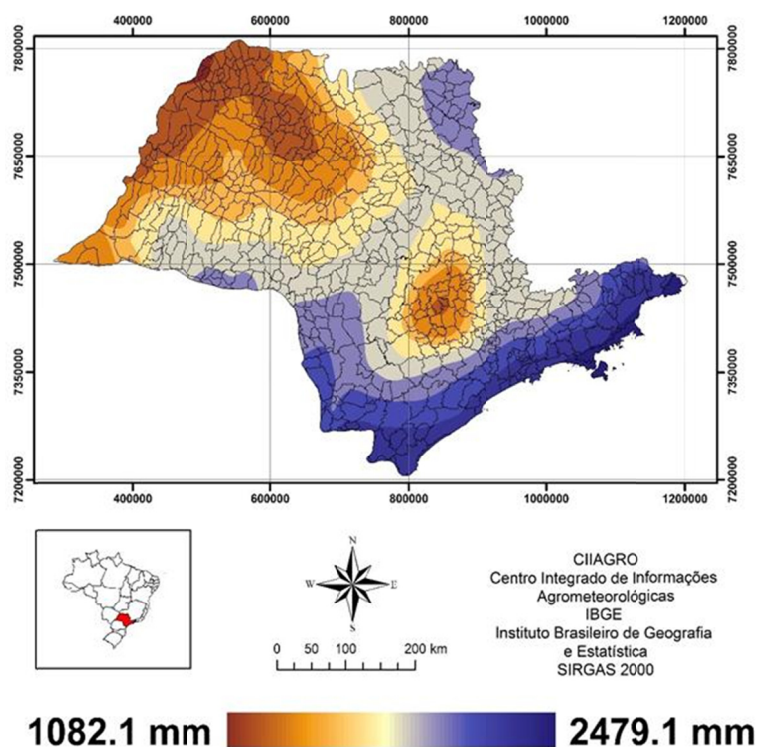 400000 600000 800000 1000000 1200000
7800000 7800000
7650000 7650000
7500000 7500000
7350000 7350000
7200000 7200000
400000 600000 800000 1000000 1200000
N
W E
S
0 50 100 200 km
CIIAGRO
Centro Integrado de Informações
Agrometeorológicas
IBGE
Instituto Brasileiro de Geografia
e Estatística
SIRGAS 2000
1082.1 mm 2479.1 mm